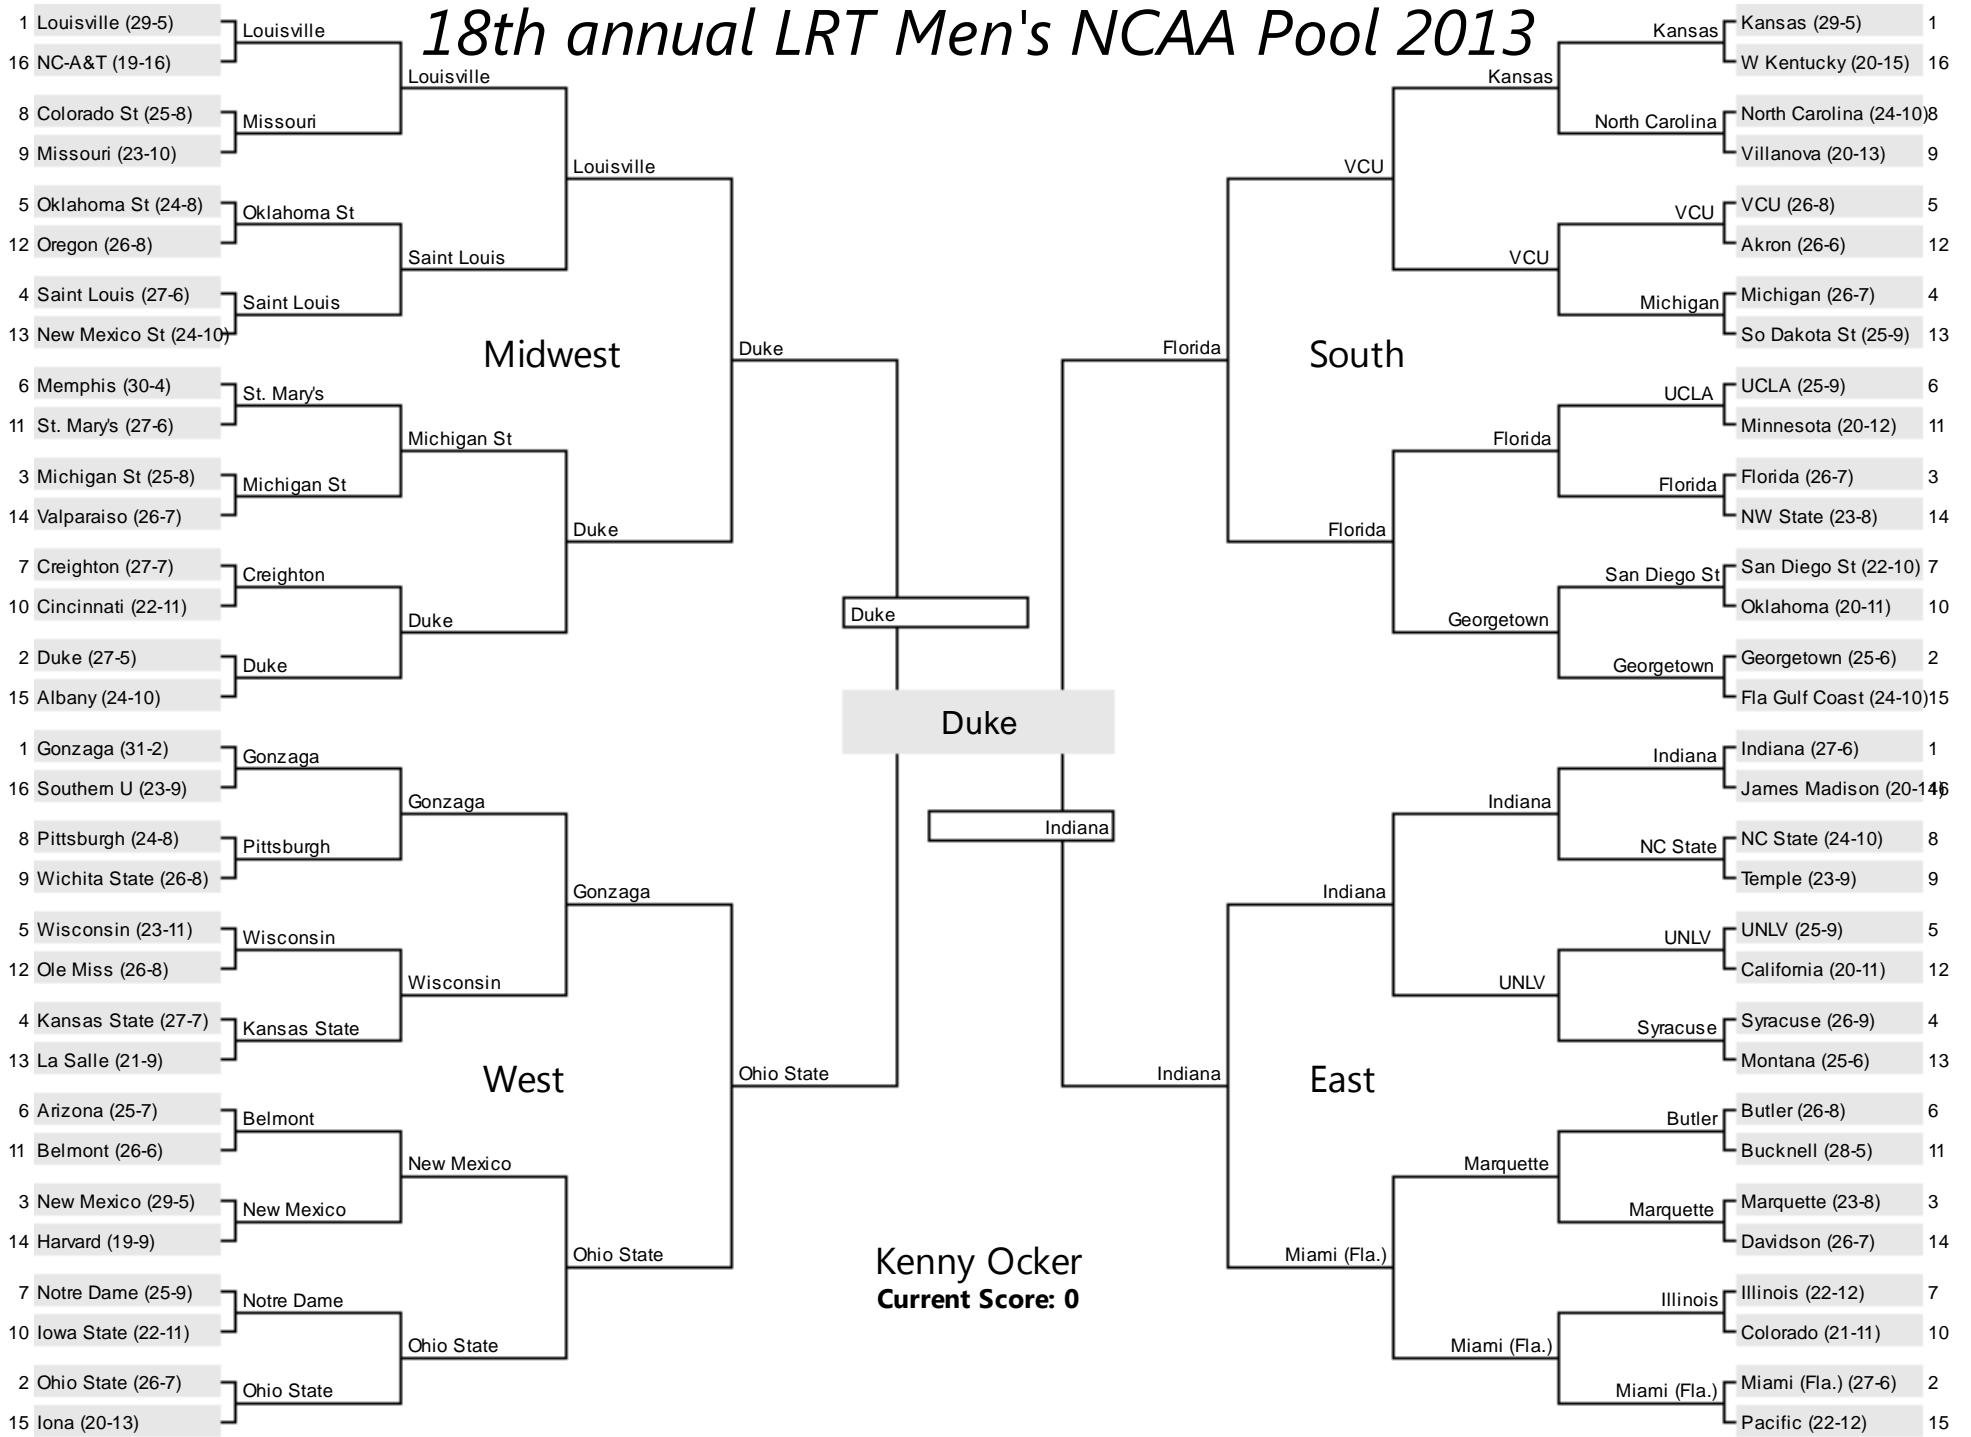 18th annual LRT Men's NCAA Pool 2013
1 Louisville (29-5)
16 NC-A&T (19-16)
8 Colorado St (25-8)
9 Missouri (23-10)
5 Oklahoma St (24-8)
12 Oregon (26-8)
4 Saint Louis (27-6)
13 New Mexico St (24-10)
6 Memphis (30-4)
11 St. Mary's (27-6)
3 Michigan St (25-8)
14 Valparaiso (26-7)
7 Creighton (27-7)
10 Cincinnati (22-11)
2 Duke (27-5)
15 Albany (24-10)
Louisville
Missouri
Oklahoma St
Saint Louis
St. Mary's
Michigan St
Creighton
Duke
Louisville
Saint Louis
Michigan St
Duke
Louisville
Duke
Midwest
Duke
1 Gonzaga (31-2)
16 Southern U (23-9)
8 Pittsburgh (24-8)
9 Wichita State (26-8)
5 Wisconsin (23-11)
12 Ole Miss (26-8)
4 Kansas State (27-7)
13 La Salle (21-9)
6 Arizona (25-7)
11 Belmont (26-6)
3 New Mexico (29-5)
14 Harvard (19-9)
7 Notre Dame (25-9)
10 Iowa State (22-11)
2 Ohio State (26-7)
15 Iona (20-13)
Gonzaga
Pittsburgh
Wisconsin
Kansas State
Belmont
New Mexico
Notre Dame
Ohio State
Gonzaga
Wisconsin
New Mexico
Ohio State
Gonzaga
Ohio State
West
Ohio State
Duke
Duke
Indiana
Kenny Ocker
Current Score: 0
Kansas (29-5) 1
W Kentucky (20-15) 16
North Carolina (24-10) 8
Villanova (20-13) 9
VCU (26-8) 5
Akron (26-6) 12
Michigan (26-7) 4
So Dakota St (25-9) 13
UCLA (25-9) 6
Minnesota (20-12) 11
Florida (26-7) 3
NW State (23-8) 14
San Diego St (22-10) 7
Oklahoma (20-11) 10
Georgetown (25-6) 2
Fla Gulf Coast (24-10) 15
Kansas
North Carolina
VCU
Michigan
UCLA
Florida
San Diego St
Georgetown
Kansas
VCU
Florida
Georgetown
VCU
Florida
South
Florida
Indiana (27-6) 1
James Madison (20-14) 16
NC State (24-10) 8
Temple (23-9) 9
UNLV (25-9) 5
California (20-11) 12
Syracuse (26-9) 4
Montana (25-6) 13
Butler (26-8) 6
Bucknell (28-5) 11
Marquette (23-8) 3
Davidson (26-7) 14
Illinois (22-12) 7
Colorado (21-11) 10
Miami (Fla.) (27-6) 2
Pacific (22-12) 15
Indiana
NC State
UNLV
Syracuse
Butler
Marquette
Illinois
Miami (Fla.)
Indiana
UNLV
Marquette
Miami (Fla.)
Indiana
Miami (Fla.)
East
Indiana